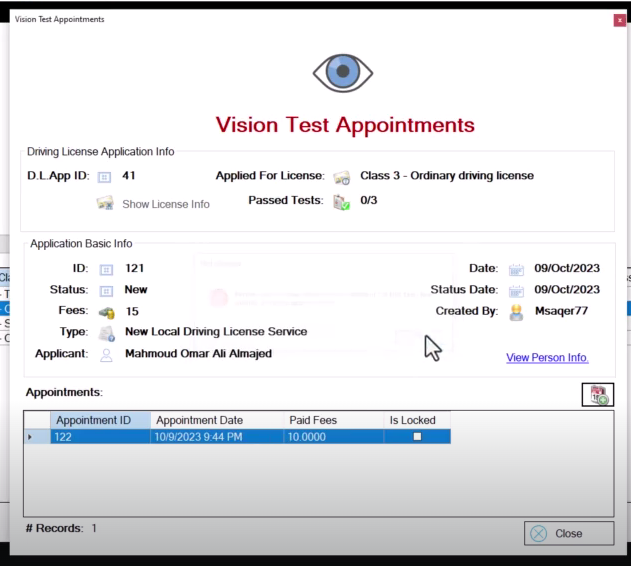 Vision Test Appointments
x
Vision Test Appointments
Driving License Application Info
D.L.App ID: 41 Applied For License: Class 3 - Ordinary driving license
Show License Info Passed Tests: 0/3
Application Basic Info
ID: 121 Date: 09/Oct/2023
Status: New Status Date: 09/Oct/2023
Fees: 15 Created By: Msaqer77
Type: New Local Driving License Service
Applicant: Mahmoud Omar Ali Almajed View Person Info.
Appointments:
Appointment ID Appointment Date Paid Fees Is Locked
122 10/9/2023 9:44 PM 10.0000
# Records: 1
Close